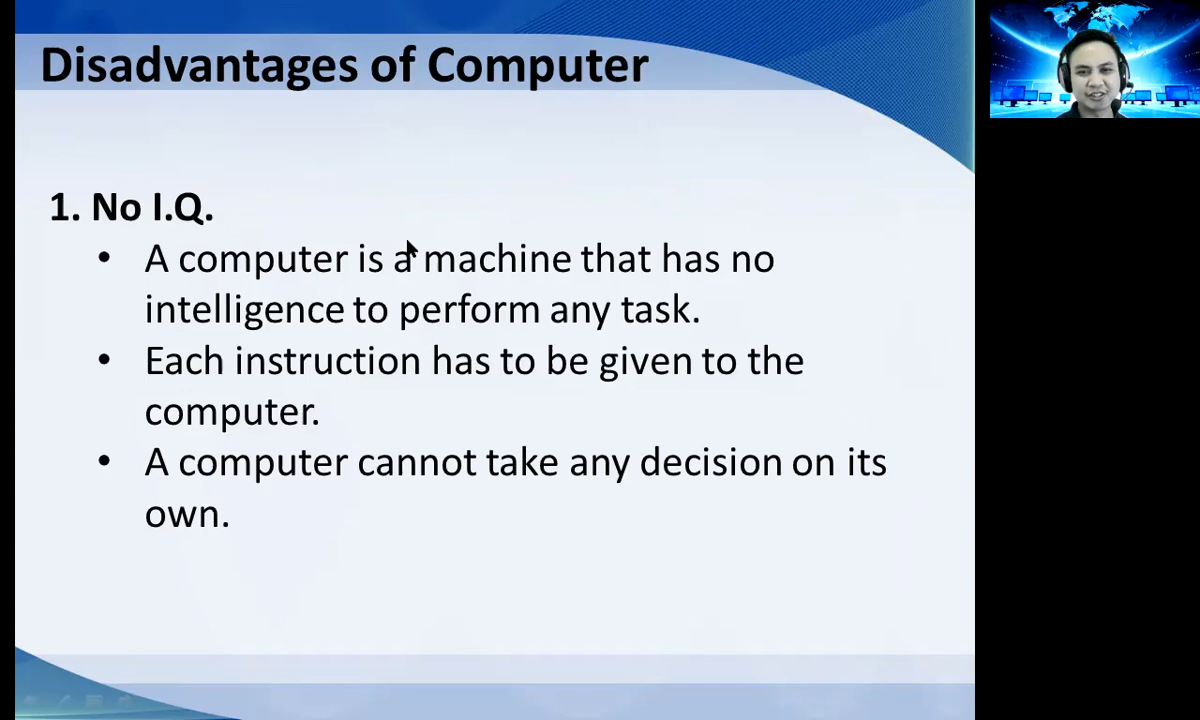 Disadvantages of Computer
1. No I.Q.
• A computer is a machine that has no
intelligence to perform any task.
• Each instruction has to be given to the
computer.
• A computer cannot take any decision on its
own.